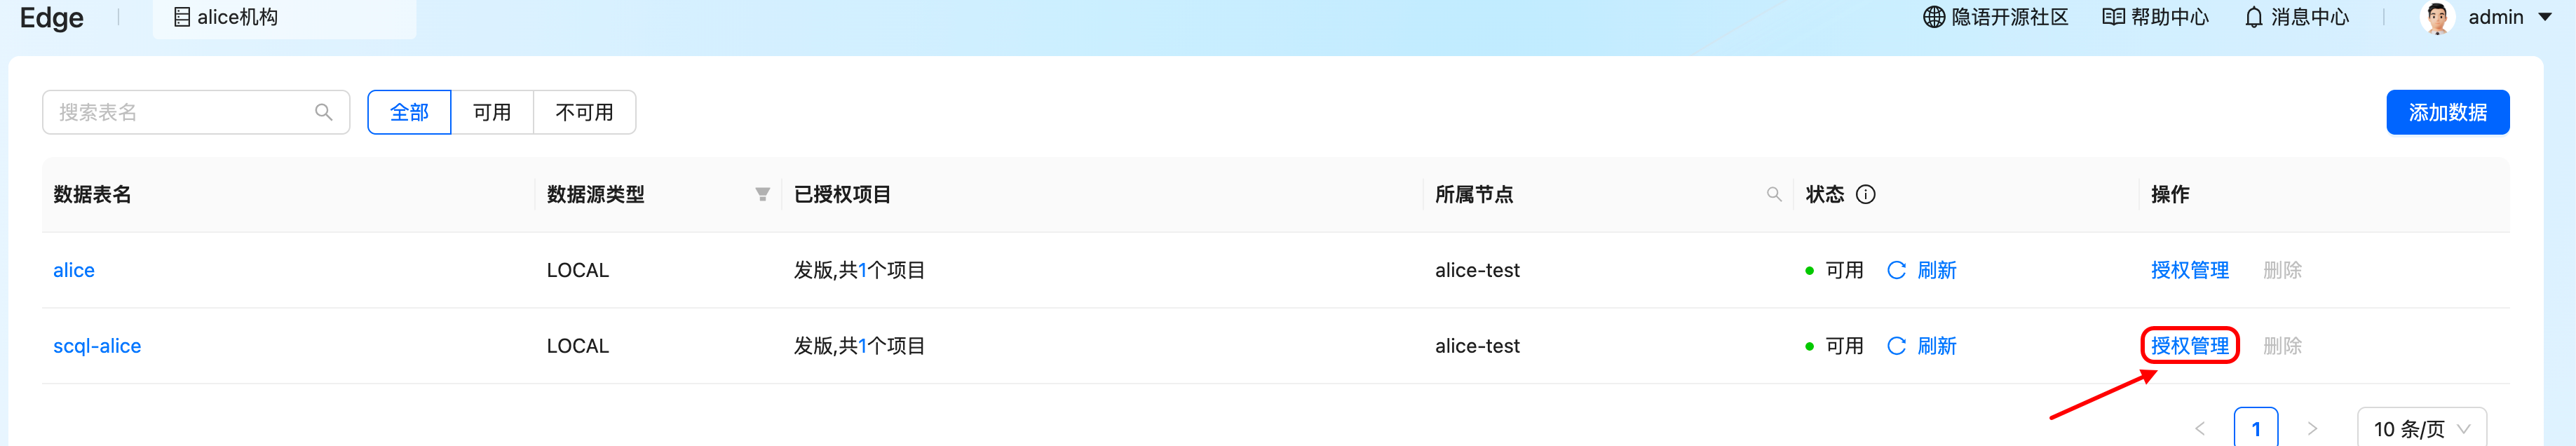 Edge alice机构 隐语开源社区 帮助中心 消息中心 admin
搜索表名 全部 可用 不可用 添加数据
数据表名 数据源类型 已授权项目 所属节点 状态 操作
alice LOCAL 发版,共1个项目 alice-test 可用 刷新 授权管理 删除
scql-alice LOCAL 发版,共1个项目 alice-test 可用 刷新 授权管理 删除
1 10 条/页